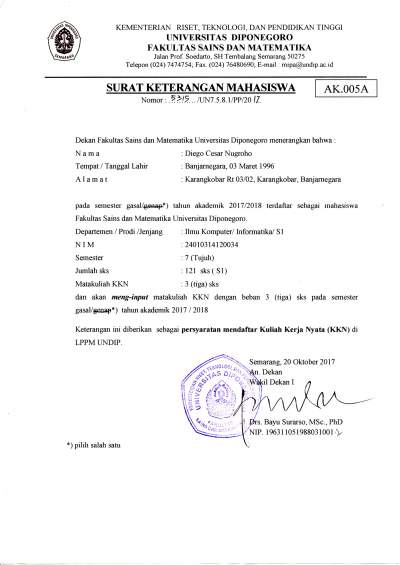 KEMENTERIAN RISET, TEKNOLOGI, DAN PENDIDIKAN TINGGI
UNIVERSITAS DIPONEGORO
FAKULTAS SAINS DAN MATEMATIKA
Jalan Prof. Soedarto, SH Tembalang Semarang 50275
Telepon (024) 7474754, Fax. (024) 76480690, E-mail : mipa@undip.ac.id
SURAT KETERANGAN MAHASISWA
AK.005A
Nomor : 5315 /UN7.5.8.1/PP/2017
Dekan Fakultas Sains dan Matematika Universitas Diponegoro menerangkan bahwa :
N a m a : Diego Cesar Nugroho
Tempat / Tanggal Lahir : Banjarnegara, 03 Maret 1996
A l a m a t : Karangkobar Rt 03/02, Karangkobar, Banjarnegara
pada semester gasal/genap*) tahun akademik 2017/2018 terdaftar sebagai mahasiswa
Fakultas Sains dan Matematika Universitas Diponegoro.
Departemen / Prodi /Jenjang : Ilmu Komputer/ Informatika/ S1
N I M : 24010314120034
Semester : 7 (Tujuh)
Jumlah sks : 121 sks ( S1)
Matakuliah KKN : 3 (tiga) sks
dan akan meng-input matakuliah KKN dengan beban 3 (tiga) sks pada semester
gasal/genap*) tahun akademik 2017 / 2018
Keterangan ini diberikan sebagai persyaratan mendaftar Kuliah Kerja Nyata (KKN) di
LPPM UNDIP.
Semarang, 20 Oktober 2017
An. Dekan
Wakil Dekan I
UNIVERSITAS DIPONEGORO
FAKULTAS
Drs. Bayu Surarso, MSc., PhD
NIP. 196311051988031001
*) pilih salah satu